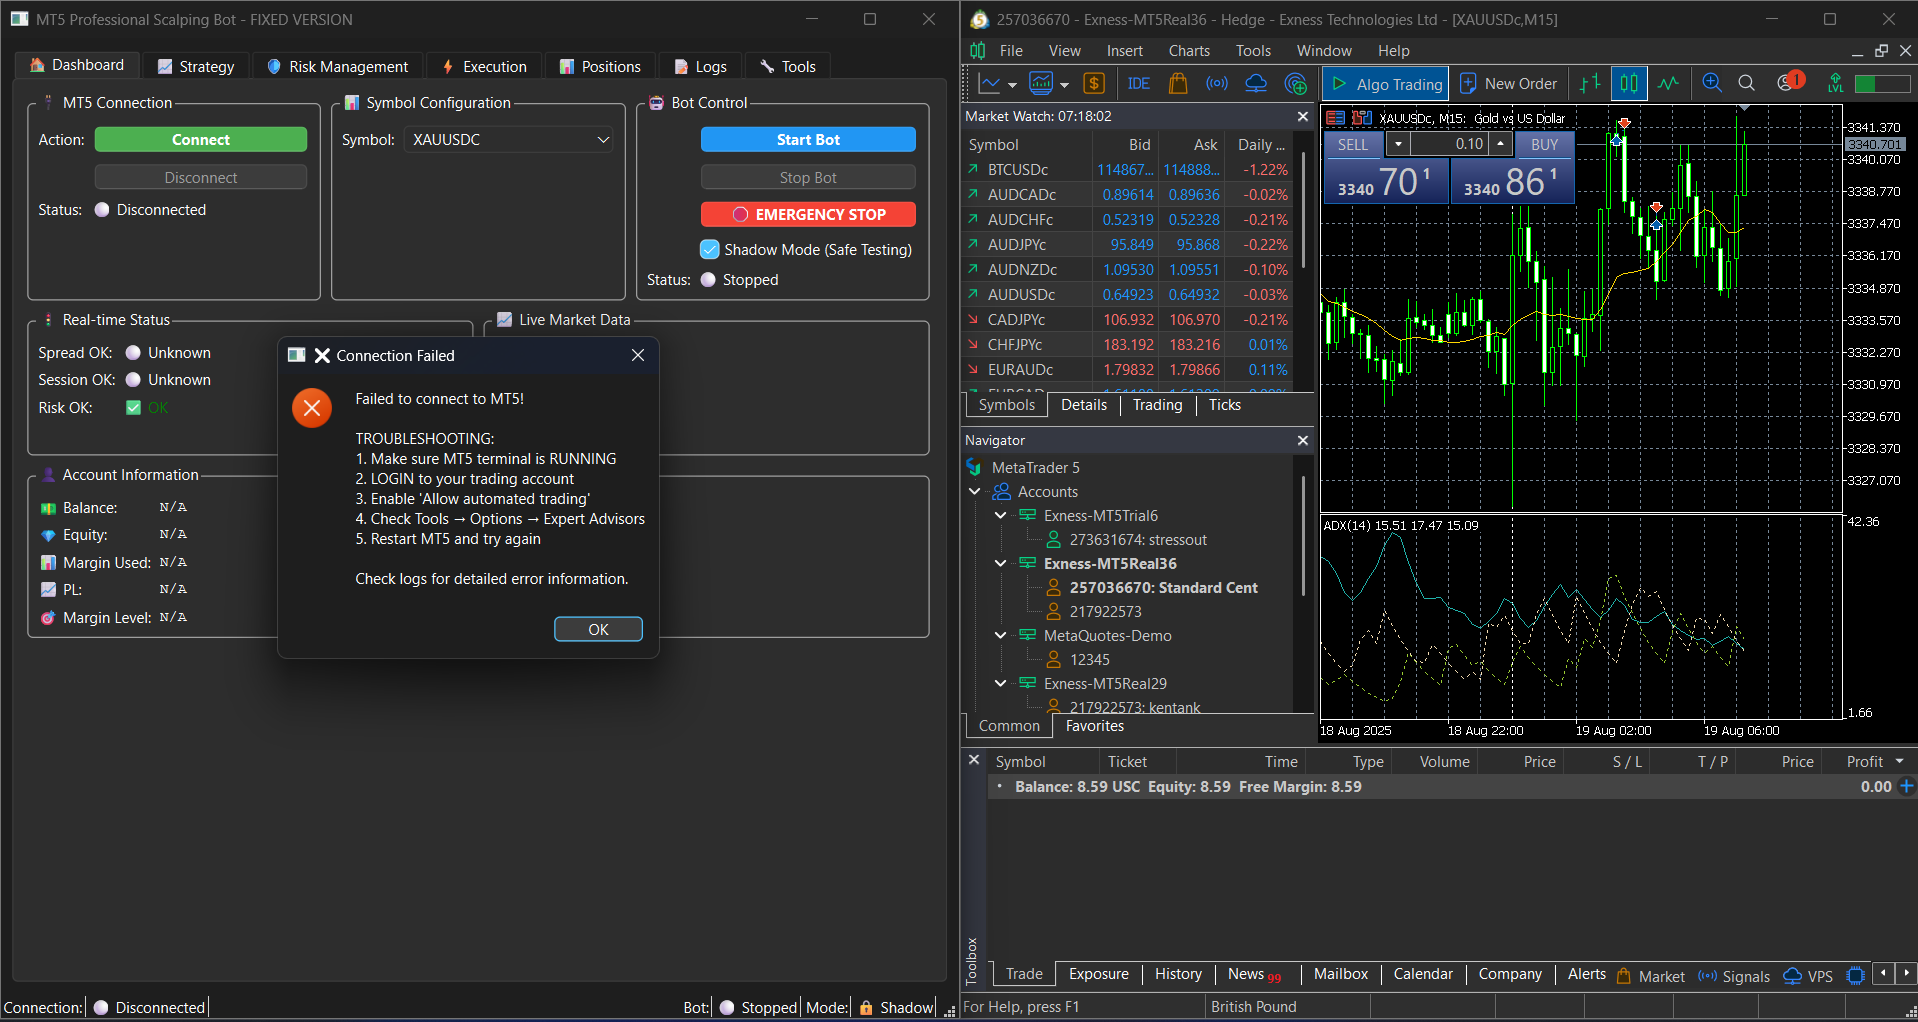 MT5 Professional Scalping Bot - FIXED VERSION
Dashboard
Strategy
Risk Management
Execution
Positions
Logs
Tools
MT5 Connection
Action:
Connect
Disconnect
Status:
Disconnected
Symbol Configuration
Symbol:
XAUUSDC
Bot Control
Start Bot
Stop Bot
EMERGENCY STOP
Shadow Mode (Safe Testing)
Status:
Stopped
Real-time Status
Spread OK:
Unknown
Session OK:
Unknown
Risk OK:
OK
Live Market Data
Account Information
Balance: N/A
Equity: N/A
Margin Used: N/A
PL: N/A
Margin Level: N/A
Connection Failed
Failed to connect to MT5!
TROUBLESHOOTING:
1. Make sure MT5 terminal is RUNNING
2. LOGIN to your trading account
3. Enable 'Allow automated trading'
4. Check Tools → Options → Expert Advisors
5. Restart MT5 and try again
Check logs for detailed error information.
OK
Connection:
Disconnected
Bot:
Stopped
Mode:
Shadow
257036670 - Exness-MT5Real36 - Hedge - Exness Technologies Ltd - [XAUUSDc,M15]
File View Insert Charts Tools Window Help
IDE
Algo Trading
New Order
1
LVL
Market Watch: 07:18:02
Symbol Bid Ask Daily ...
BTCUSDc 114867... 114888... -1.22%
AUDCADc 0.89614 0.89636 -0.02%
AUDCHFc 0.52319 0.52328 -0.21%
AUDJPYc 95.849 95.868 -0.22%
AUDNZDc 1.09530 1.09551 -0.10%
AUDUSDc 0.64923 0.64932 -0.03%
CADJPYc 106.932 106.970 -0.21%
CHFJPYc 183.192 183.216 0.01%
EURAUDc 1.79832 1.79866 0.11%
Symbols Details Trading Ticks
Navigator
MetaTrader 5
Accounts
Exness-MT5Trial6
273631674: stressout
Exness-MT5Real36
257036670: Standard Cent
217922573
MetaQuotes-Demo
12345
Exness-MT5Real29
217922573: kentank
Common Favorites
XAUUSDc, M15: Gold vs US Dollar
SELL 0.10 BUY
3340 70 1
3340 86 1
3341.370
3340.701
3340.070
3338.770
3337.470
3336.170
3334.870
3333.570
3332.270
3330.970
3329.670
3328.370
3327.070
ADX(14) 15.51 17.47 15.09
42.36
1.66
18 Aug 2025
18 Aug 22:00
19 Aug 02:00
19 Aug 06:00
Symbol Ticket Time Type Volume Price S / L T / P Price Profit
Balance: 8.59 USC Equity: 8.59 Free Margin: 8.59
0.00
Toolbox
Trade Exposure History News 99 Mailbox Calendar Company Alerts Market Signals VPS
For Help, press F1
British Pound